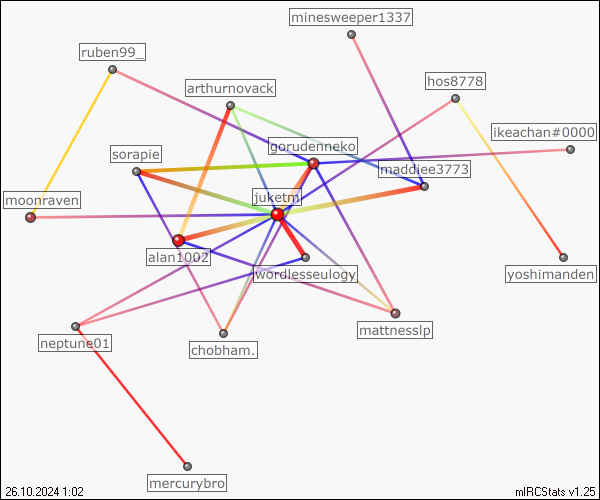 minesweeper1337
ruben99_
hos8778
arthurnovack
ikeachan#0000
gorudenneko
sorapie
maddiee3773
juketm
moonraven
alan1002
wordlesseulogy
yoshimanden
mattnesslp
neptune01
chobham.
mercurybro
26.10.2024 1:02
mIRCStats v1.25